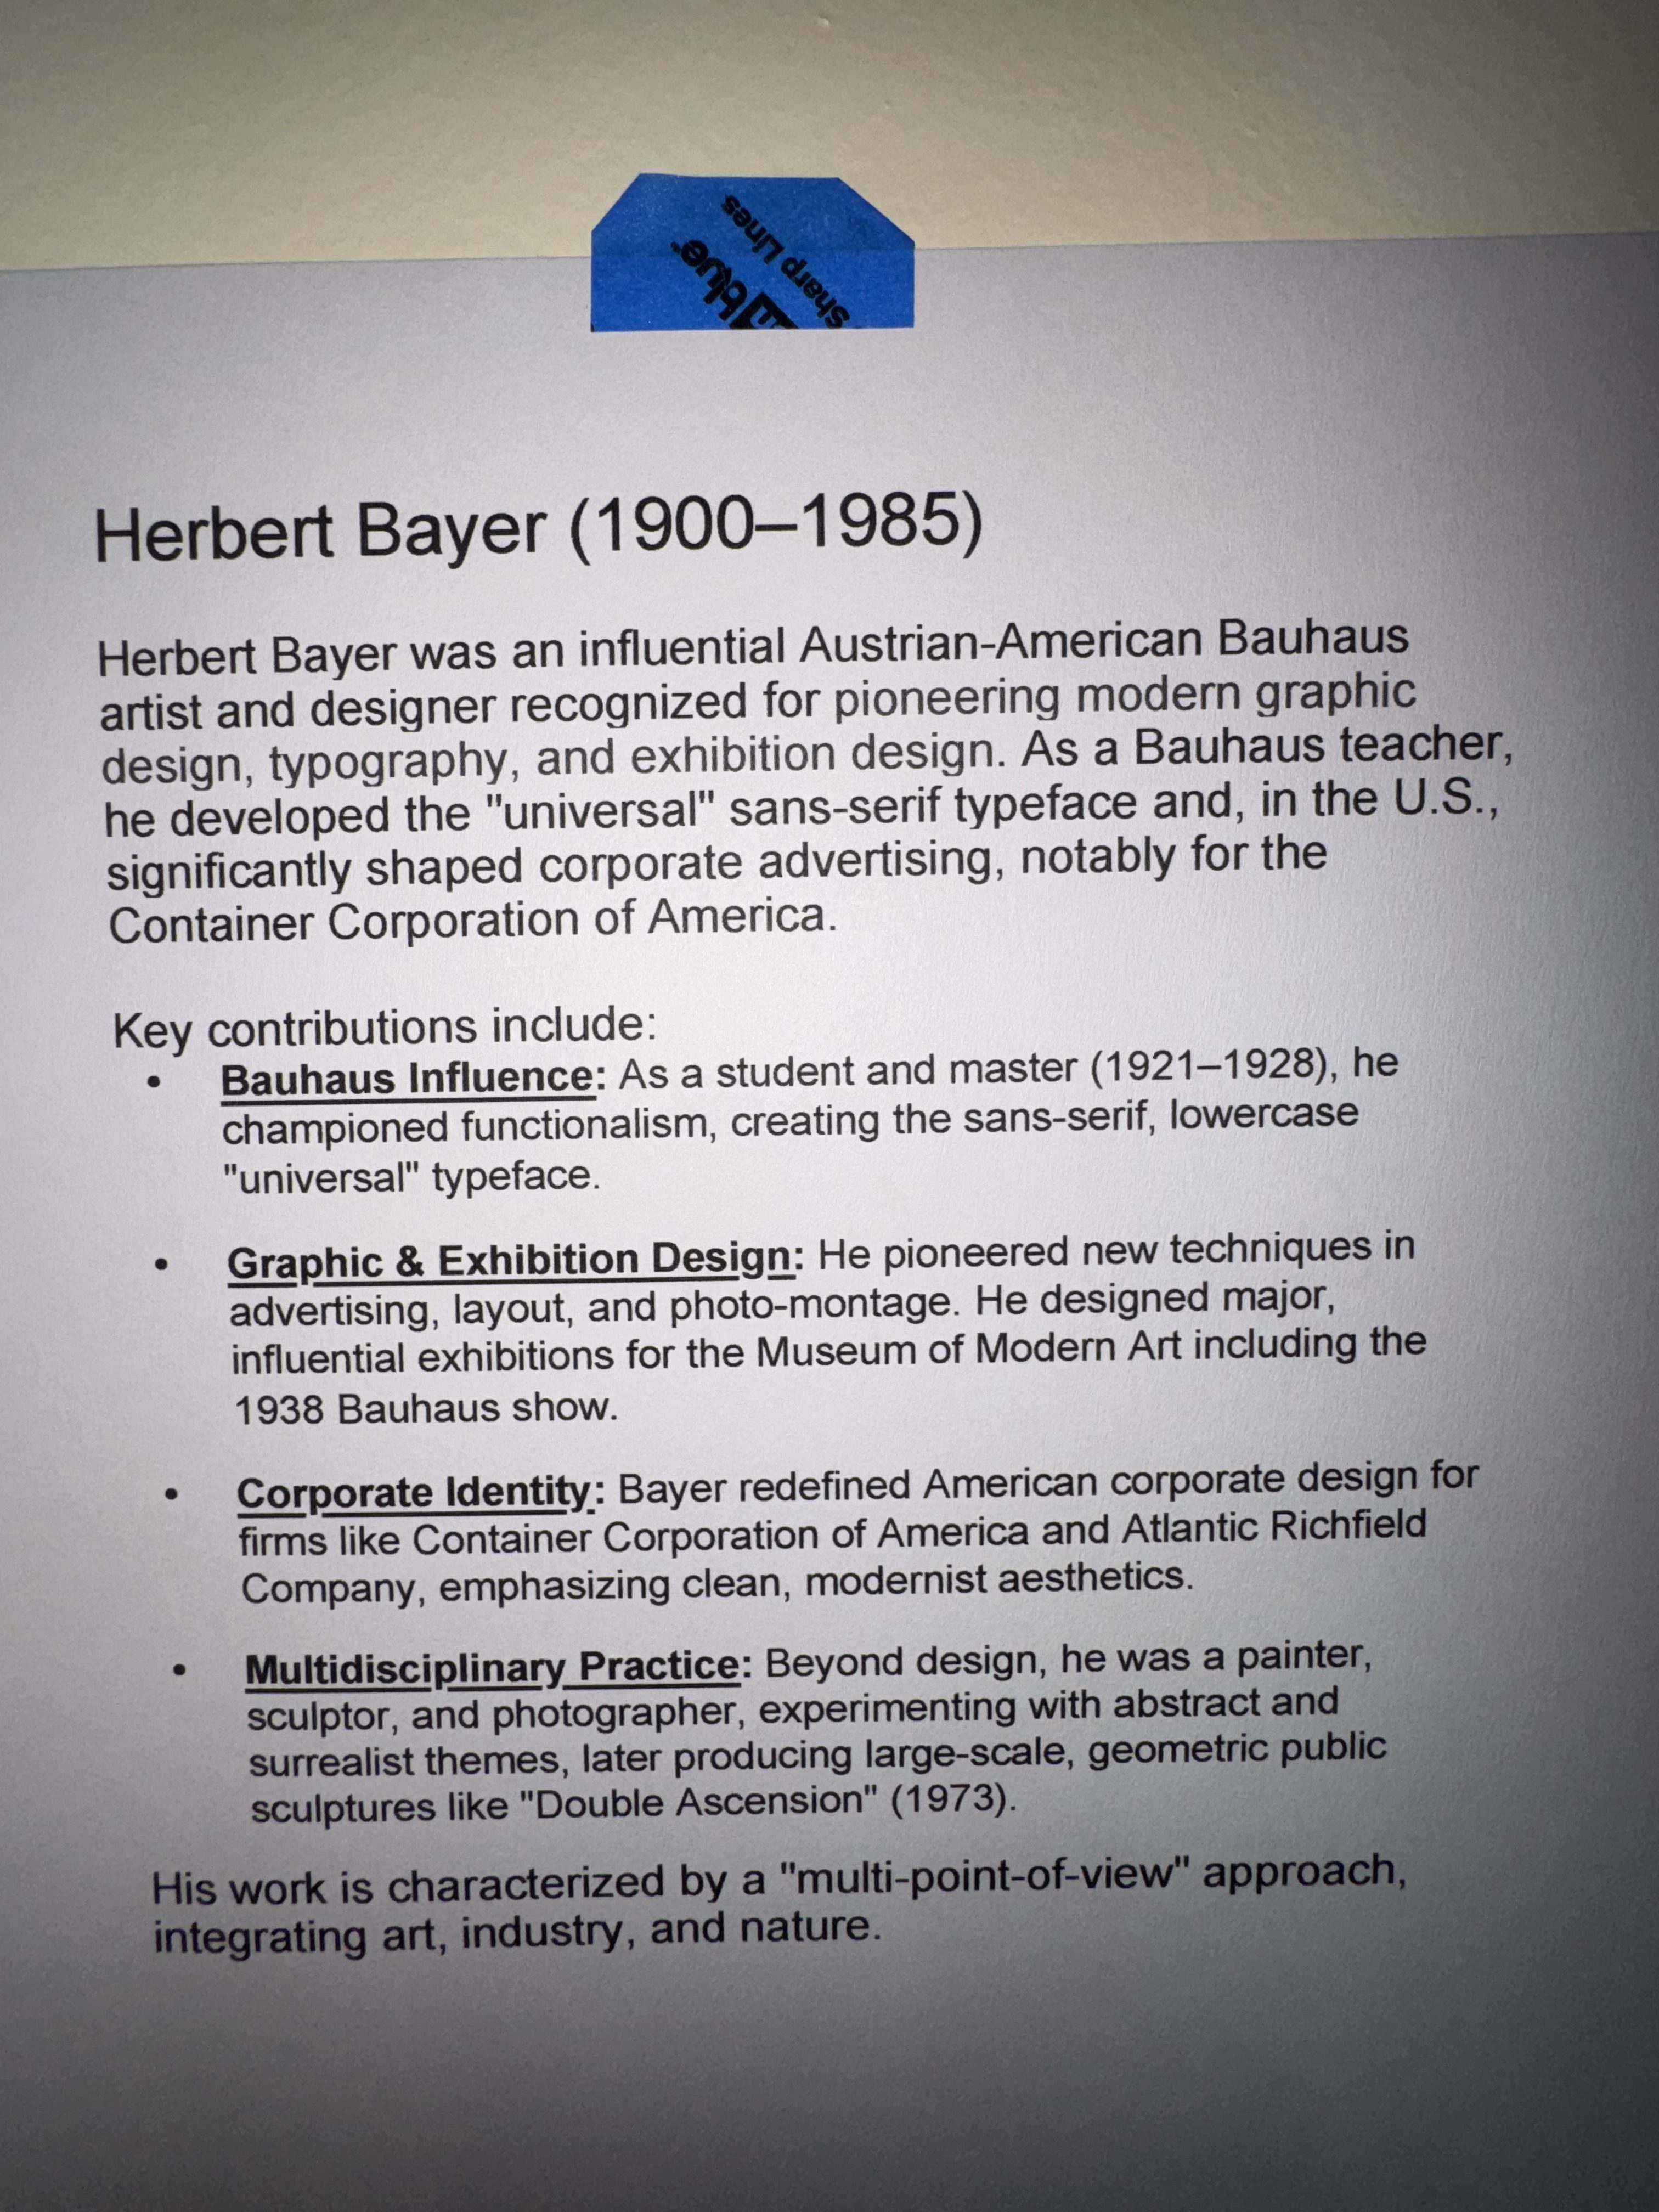 Sharp Lines
blue
Herbert Bayer (1900–1985)
Herbert Bayer was an influential Austrian-American Bauhaus
artist and designer recognized for pioneering modern graphic
design, typography, and exhibition design. As a Bauhaus teacher,
he developed the "universal" sans-serif typeface and, in the U.S.,
significantly shaped corporate advertising, notably for the
Container Corporation of America.
Key contributions include:
• Bauhaus Influence: As a student and master (1921–1928), he
championed functionalism, creating the sans-serif, lowercase
"universal" typeface.
• Graphic & Exhibition Design: He pioneered new techniques in
advertising, layout, and photo-montage. He designed major,
influential exhibitions for the Museum of Modern Art including the
1938 Bauhaus show.
• Corporate Identity: Bayer redefined American corporate design for
firms like Container Corporation of America and Atlantic Richfield
Company, emphasizing clean, modernist aesthetics.
• Multidisciplinary Practice: Beyond design, he was a painter,
sculptor, and photographer, experimenting with abstract and
surrealist themes, later producing large-scale, geometric public
sculptures like "Double Ascension" (1973).
His work is characterized by a "multi-point-of-view" approach,
integrating art, industry, and nature.